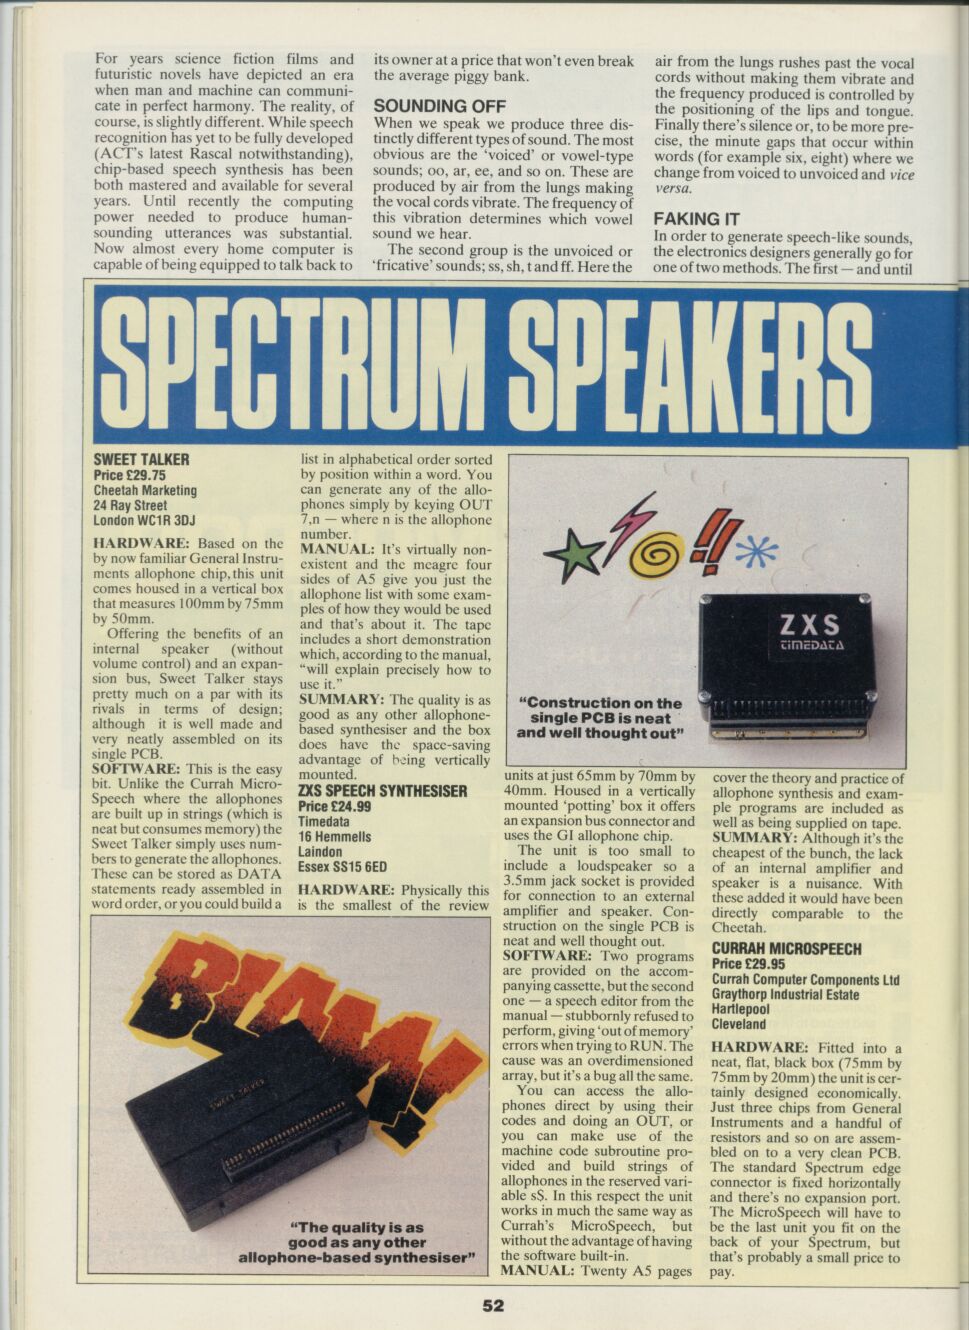 For years science fiction films and
futuristic novels have depicted an era
when man and machine can communi-
cate in perfect harmony. The reality, of
course, is slightly different. While speech
recognition has yet to be fully developed
(ACT's latest Rascal notwithstanding),
chip-based speech synthesis has been
both mastered and available for several
years. Until recently the computing
power needed to produce human-
sounding utterances was substantial.
Now almost every home computer is
capable of being equipped to talk back to
its owner at a price that won't even break
the average piggy bank.
SOUNDING OFF
When we speak we produce three dis-
tinctly different types of sound. The most
obvious are the 'voiced' or vowel-type
sounds; oo, ar, ee, and so on. These are
produced by air from the lungs making
the vocal cords vibrate. The frequency of
this vibration determines which vowel
sound we hear.
The second group is the unvoiced or
'fricative' sounds; ss, sh, t and ff. Here the
air from the lungs rushes past the vocal
cords without making them vibrate and
the frequency produced is controlled by
the positioning of the lips and tongue.
Finally there's silence or, to be more pre-
cise, the minute gaps that occur within
words (for example six, eight) where we
change from voiced to unvoiced and vice
versa.
FAKING IT
In order to generate speech-like sounds,
the electronics designers generally go for
one of two methods. The first — and until
SPECTRUM SPEAKERS
SWEET TALKER
Price £29.75
Cheetah Marketing
24 Ray Street
London WC1R 3DJ
HARDWARE: Based on the
by now familiar General Instru-
ments allophone chip, this unit
comes housed in a vertical box
that measures 100mm by 75mm
by 50mm.
Offering the benefits of an
internal speaker (without
volume control) and an expan-
sion bus, Sweet Talker stays
pretty much on a par with its
rivals in terms of design;
although it is well made and
very neatly assembled on its
single PCB.
SOFTWARE: This is the easy
bit. Unlike the Currah Micro-
Speech where the allophones
are built up in strings (which is
neat but consumes memory) the
Sweet Talker simply uses num-
bers to generate the allophones.
These can be stored as DATA
statements ready assembled in
word order, or you could build a
list in alphabetical order sorted
by position within a word. You
can generate any of the allo-
phones simply by keying OUT
7,n — where n is the allophone
number.
MANUAL: It's virtually non-
existent and the meagre four
sides of A5 give you just the
allophone list with some exam-
ples of how they would be used
and that's about it. The tape
includes a short demonstration
which, according to the manual,
"will explain precisely how to
use it."
SUMMARY: The quality is as
good as any other allophone-
based synthesiser and the box
does have the space-saving
advantage of being vertically
mounted.
ZXS SPEECH SYNTHESISER
Price £24.99
Timedata
16 Hemmells
Laindon
Essex SS15 6ED
HARDWARE: Physically this
is the smallest of the review
units at just 65mm by 70mm by
40mm. Housed in a vertically
mounted 'potting' box it offers
an expansion bus connector and
uses the GI allophone chip.
The unit is too small to
include a loudspeaker so a
3.5mm jack socket is provided
for connection to an external
amplifier and speaker. Con-
struction on the single PCB is
neat and well thought out.
SOFTWARE: Two programs
are provided on the accom-
panying cassette, but the second
one — a speech editor from the
manual — stubbornly refused to
perform, giving 'out of memory'
errors when trying to RUN. The
cause was an overdimensioned
array, but it's a bug all the same.
You can access the allo-
phones direct by using their
codes and doing an OUT, or
you can make use of the
machine code subroutine pro-
vided and build strings of
allophones in the reserved vari-
able s$. In this respect the unit
works in much the same way as
Currah's MicroSpeech, but
without the advantage of having
the software built-in.
MANUAL: Twenty A5 pages
cover the theory and practice of
allophone synthesis and exam-
ple programs are included as
well as being supplied on tape.
SUMMARY: Although it's the
cheapest of the bunch, the lack
of an internal amplifier and
speaker is a nuisance. With
these added it would have been
directly comparable to the
Cheetah.
CURRAH MICROSPEECH
Price £29.95
Currah Computer Components Ltd
Graythorp Industrial Estate
Hartlepool
Cleveland
HARDWARE: Fitted into a
neat, flat, black box (75mm by
75mm by 20mm) the unit is cer-
tainly designed economically.
Just three chips from General
Instruments and a handful of
resistors and so on are assem-
bled on to a very clean PCB.
The standard Spectrum edge
connector is fixed horizontally
and there's no expansion port.
The MicroSpeech will have to
be the last unit you fit on the
back of your Spectrum, but
that's probably a small price to
pay.
!!
ZXS
TIMEDATA
"Construction on the
single PCB is neat
and well thought out"
BLAM!
SWEET TALKER
"The quality is as
good as any other
allophone-based synthesiser"
52